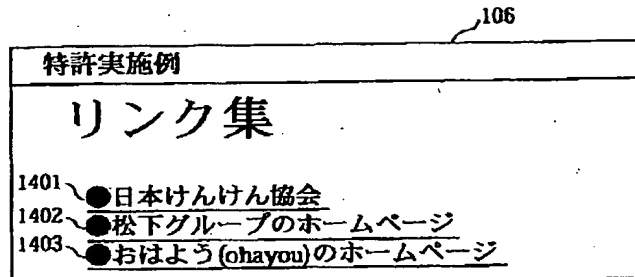 106
特許実施例
リンク集
1401 ●日本けんけん協会
1402 ●松下グループのホームページ
1403 ●おはよう(ohayou)のホームページ